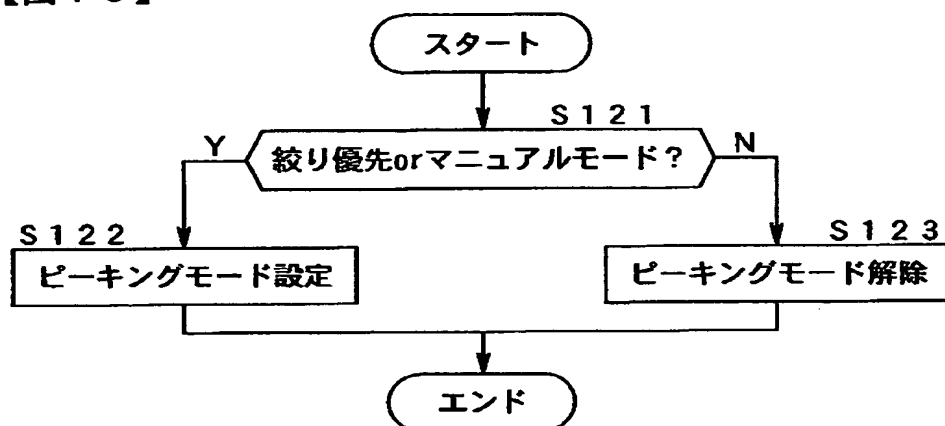 スタート
S121
絞り優先orマニュアルモード?
Y
N
S122
ピーキングモード設定
S123
ピーキングモード解除
エンド